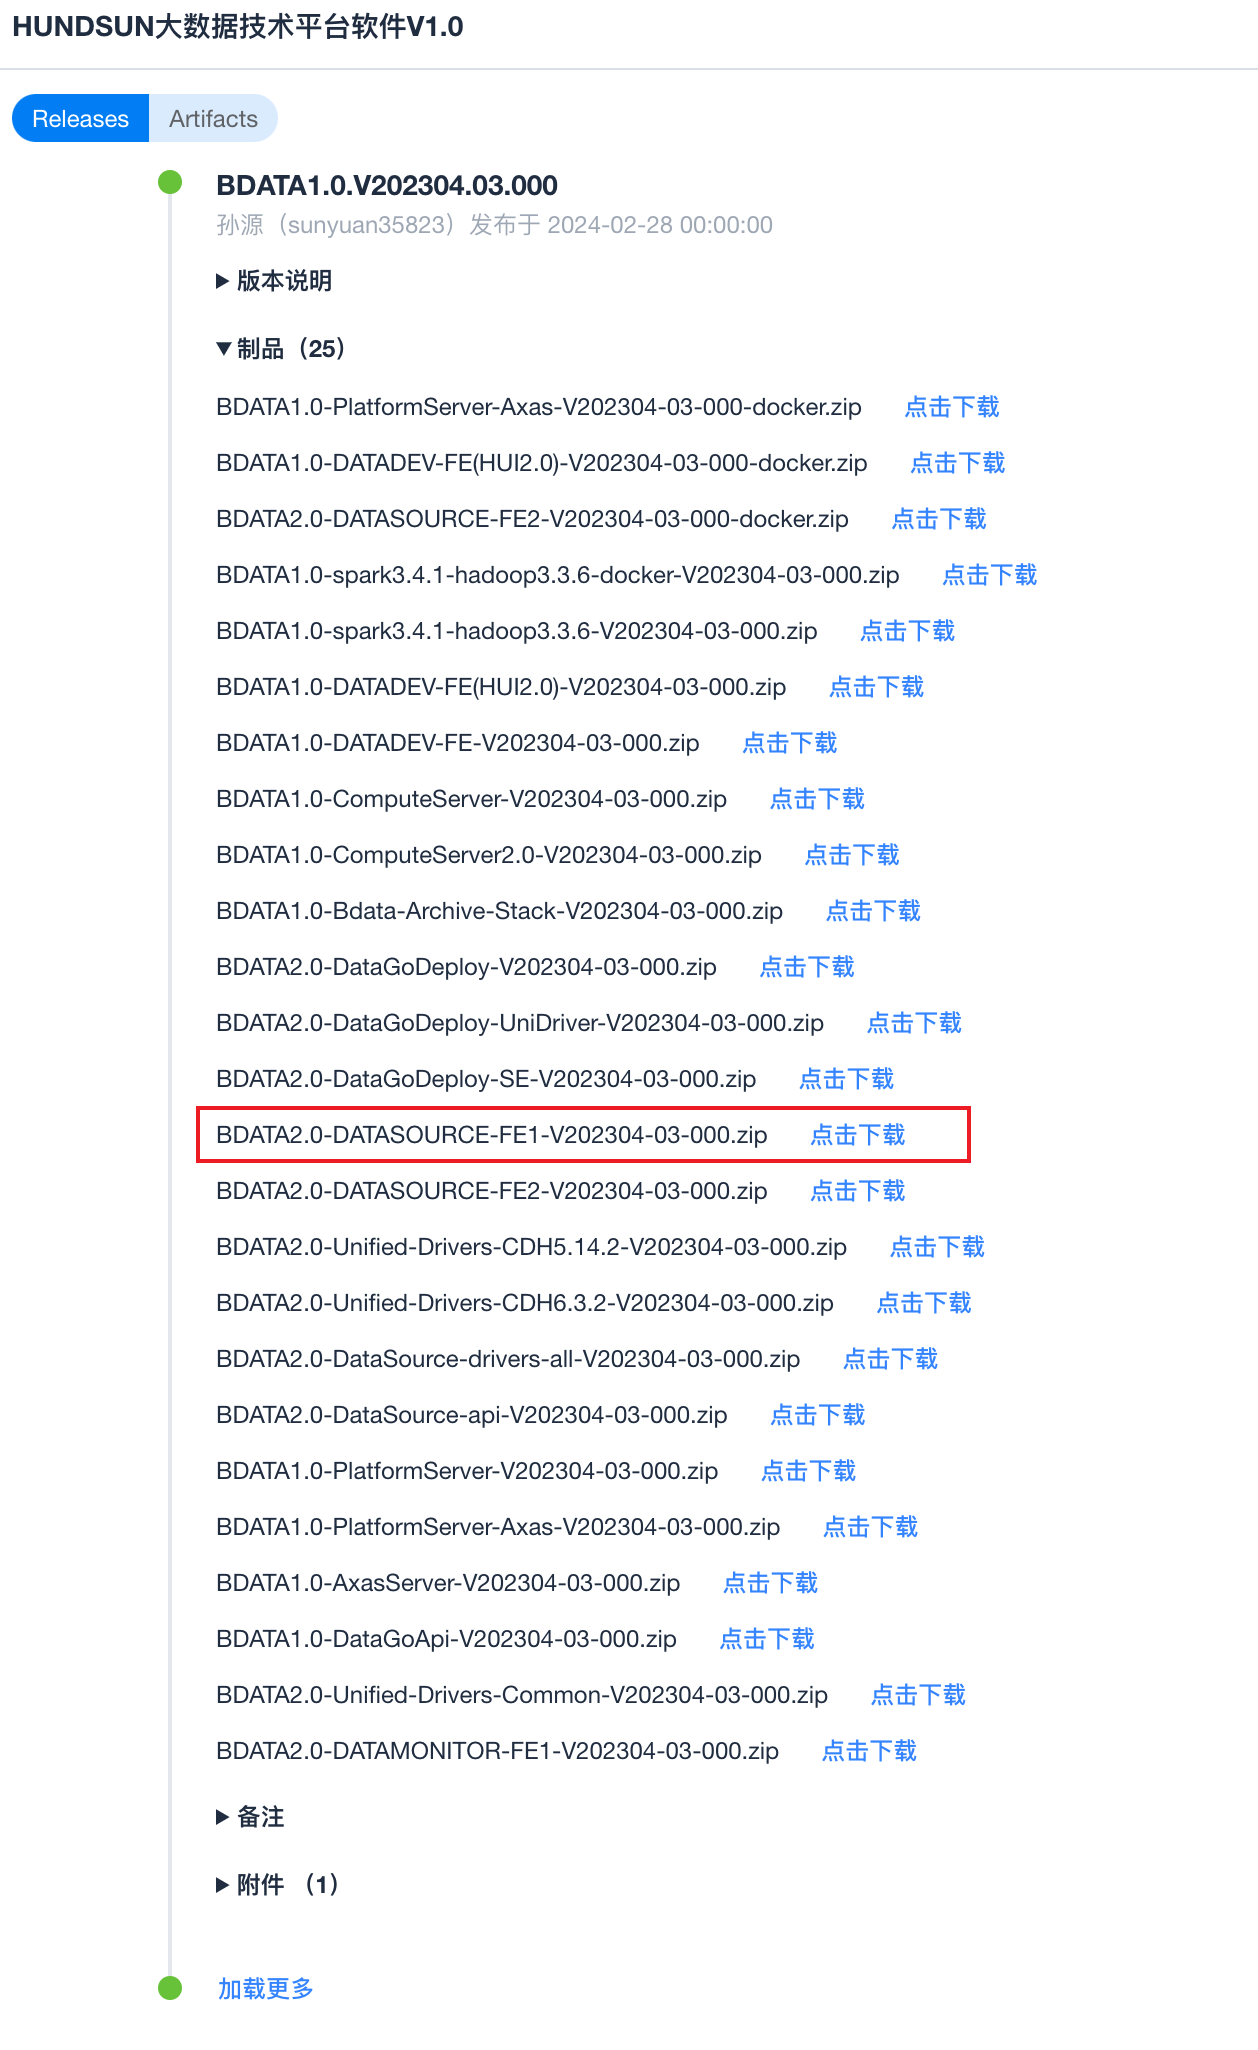 HUNDSUN大数据技术平台软件V1.0
Releases Artifacts
BDATA1.0.V202304.03.000
孙源（sunyuan35823）发布于 2024-02-28 00:00:00
版本说明
制品（25）
BDATA1.0-PlatformServer-Axas-V202304-03-000-docker.zip 点击下载
BDATA1.0-DATADEV-FE(HUI2.0)-V202304-03-000-docker.zip 点击下载
BDATA2.0-DATASOURCE-FE2-V202304-03-000-docker.zip 点击下载
BDATA1.0-spark3.4.1-hadoop3.3.6-docker-V202304-03-000.zip 点击下载
BDATA1.0-spark3.4.1-hadoop3.3.6-V202304-03-000.zip 点击下载
BDATA1.0-DATADEV-FE(HUI2.0)-V202304-03-000.zip 点击下载
BDATA1.0-DATADEV-FE-V202304-03-000.zip 点击下载
BDATA1.0-ComputeServer-V202304-03-000.zip 点击下载
BDATA1.0-ComputeServer2.0-V202304-03-000.zip 点击下载
BDATA1.0-Bdata-Archive-Stack-V202304-03-000.zip 点击下载
BDATA2.0-DataGoDeploy-V202304-03-000.zip 点击下载
BDATA2.0-DataGoDeploy-UniDriver-V202304-03-000.zip 点击下载
BDATA2.0-DataGoDeploy-SE-V202304-03-000.zip 点击下载
BDATA2.0-DATASOURCE-FE1-V202304-03-000.zip 点击下载
BDATA2.0-DATASOURCE-FE2-V202304-03-000.zip 点击下载
BDATA2.0-Unified-Drivers-CDH5.14.2-V202304-03-000.zip 点击下载
BDATA2.0-Unified-Drivers-CDH6.3.2-V202304-03-000.zip 点击下载
BDATA2.0-DataSource-drivers-all-V202304-03-000.zip 点击下载
BDATA2.0-DataSource-api-V202304-03-000.zip 点击下载
BDATA1.0-PlatformServer-V202304-03-000.zip 点击下载
BDATA1.0-PlatformServer-Axas-V202304-03-000.zip 点击下载
BDATA1.0-AxasServer-V202304-03-000.zip 点击下载
BDATA1.0-DataGoApi-V202304-03-000.zip 点击下载
BDATA2.0-Unified-Drivers-Common-V202304-03-000.zip 点击下载
BDATA2.0-DATAMONITOR-FE1-V202304-03-000.zip 点击下载
备注
附件 （1）
加载更多